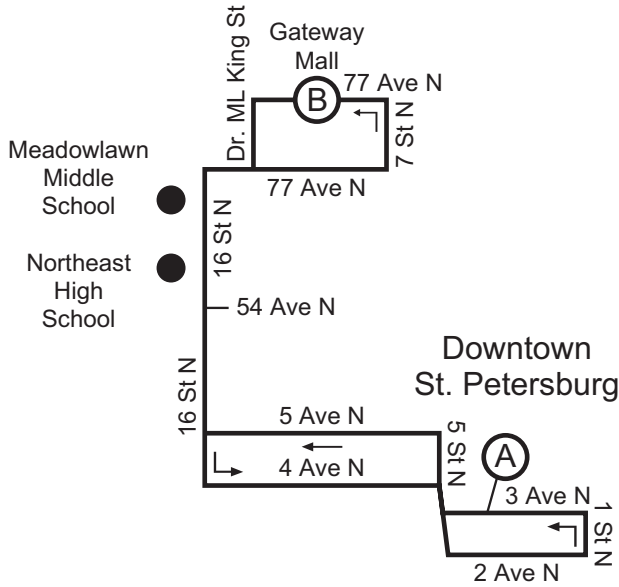 Dr. ML King St
Gateway
Mall
B
77 Ave N
7 St N
77 Ave N
Meadowlawn
Middle
School
16 St N
Northeast
High
School
54 Ave N
16 St N
Downtown
St. Petersburg
5 Ave N
5 St N
A
4 Ave N
3 Ave N
1 St N
2 Ave N